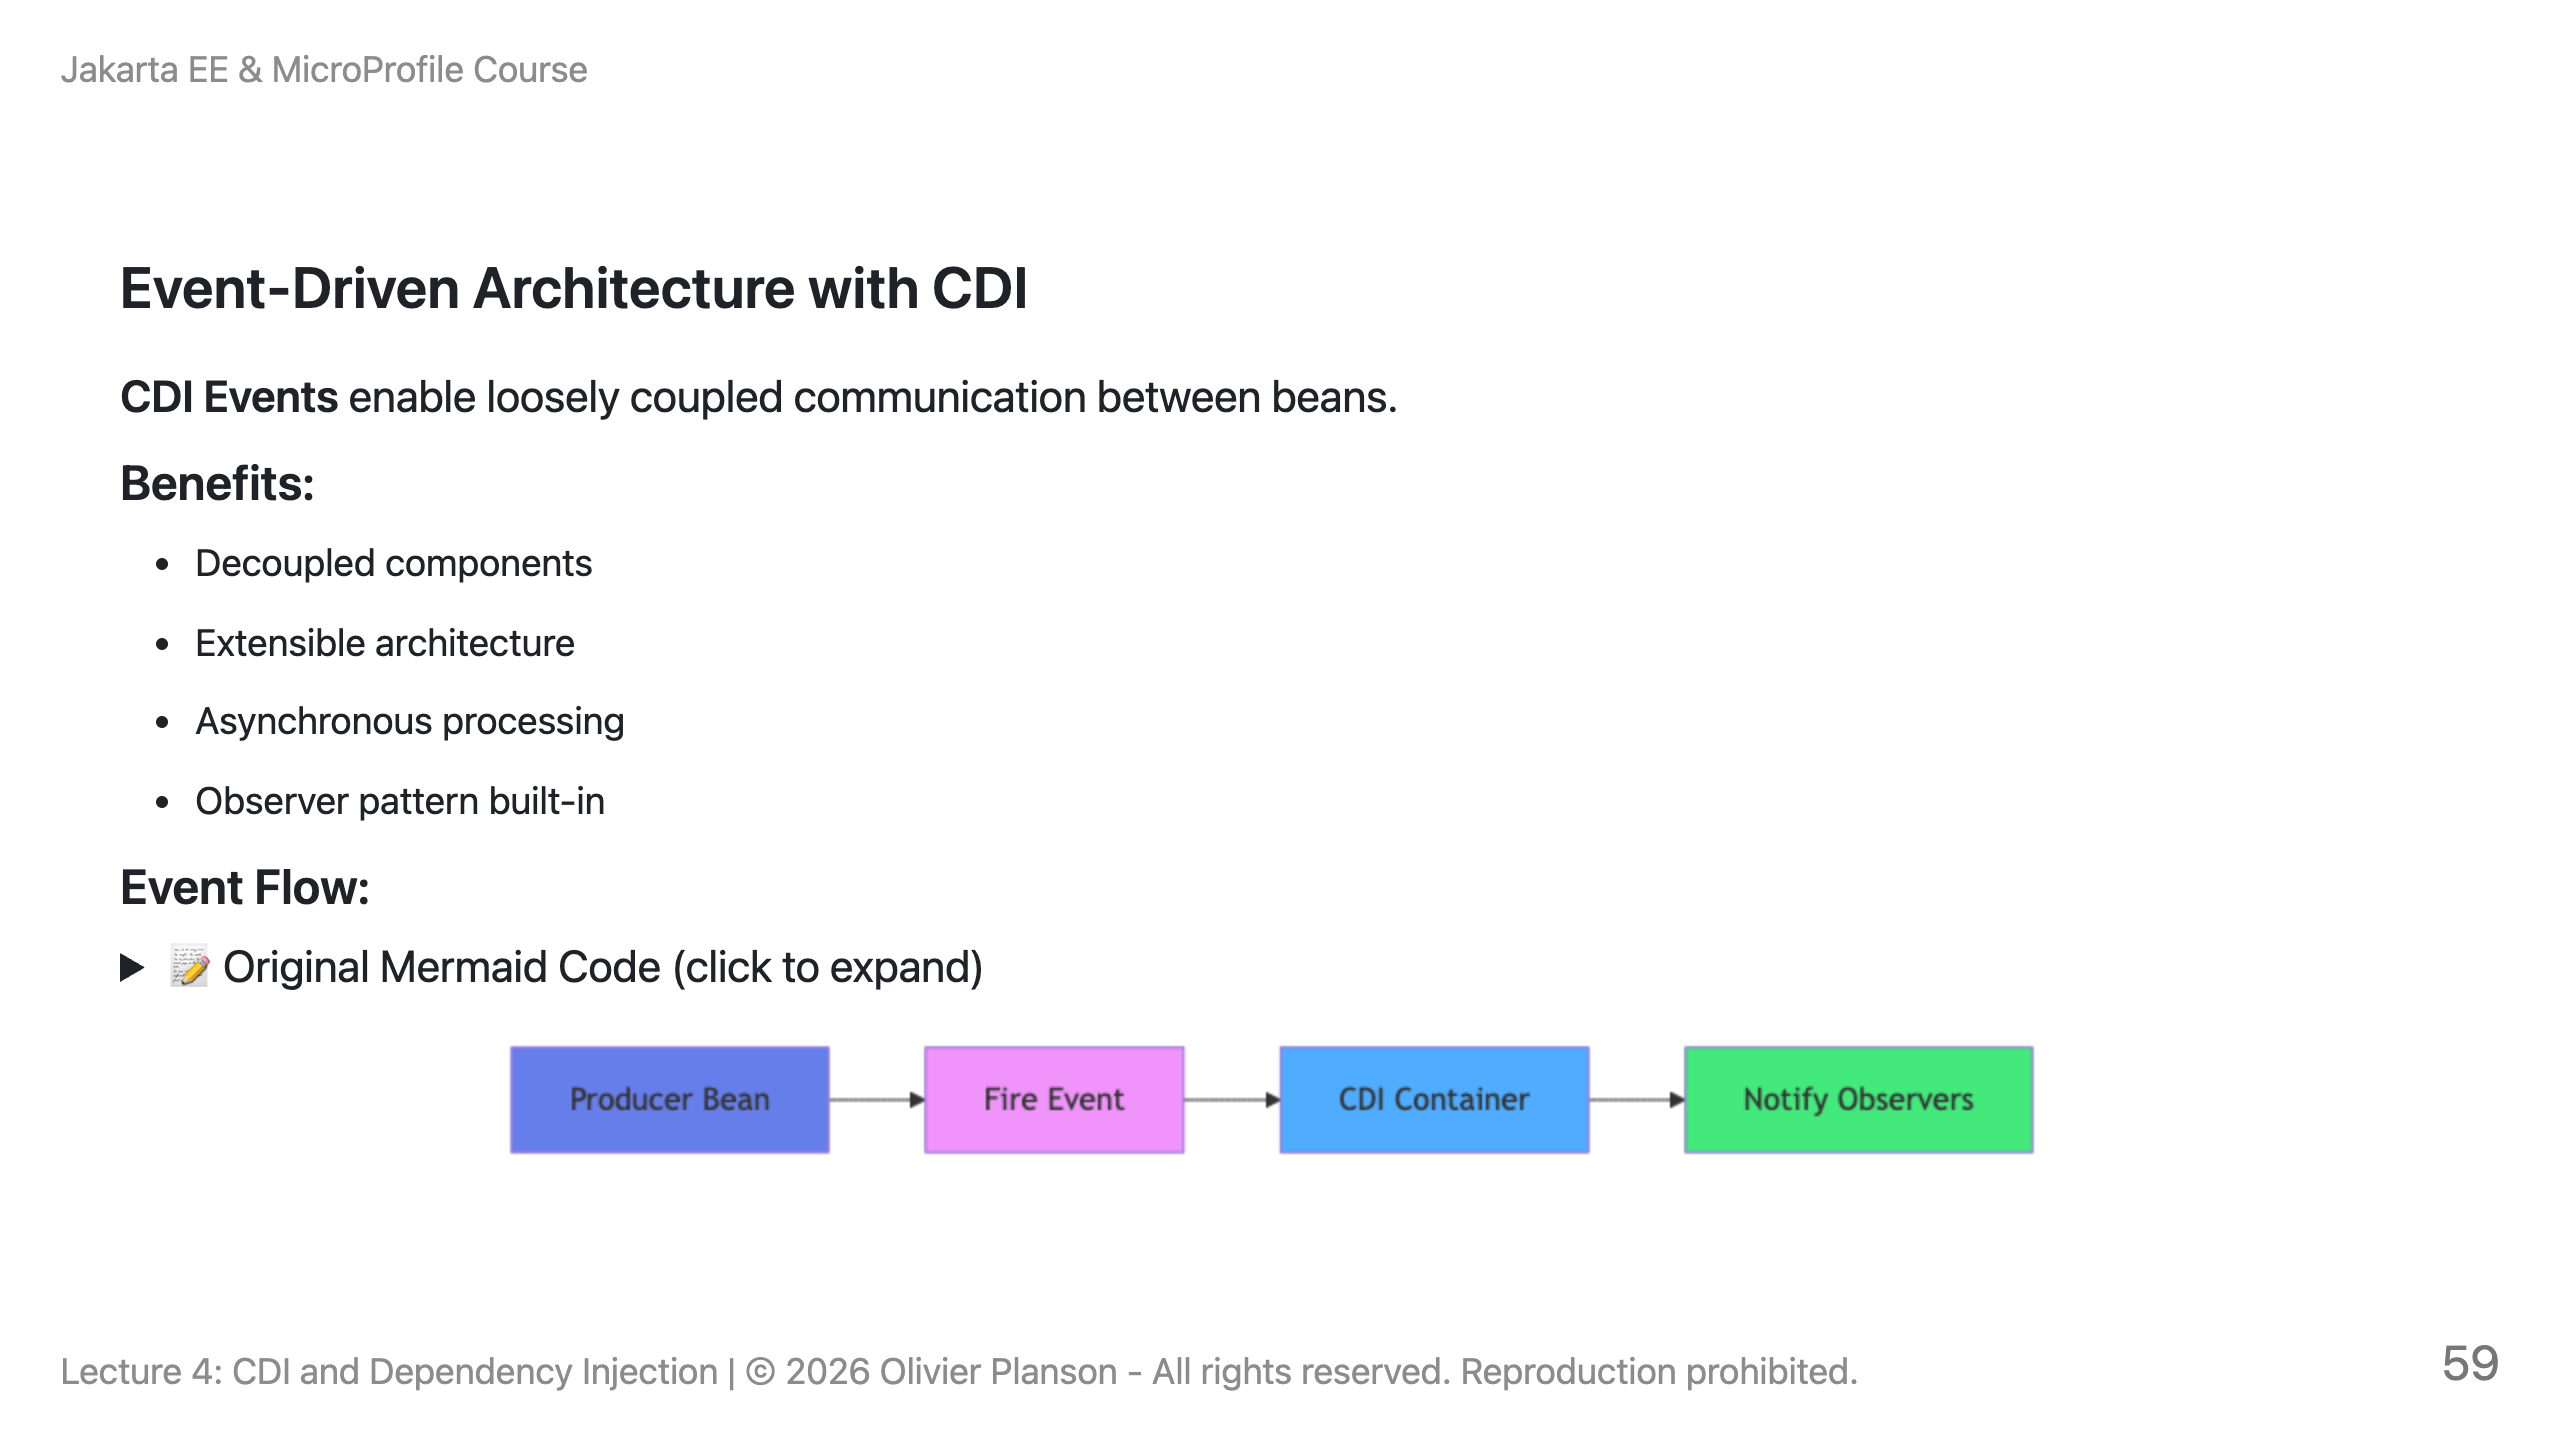 Jakarta EE & MicroProfile Course
Event-Driven Architecture with CDI
CDI Events enable loosely coupled communication between beans.
Benefits:
• Decoupled components
• Extensible architecture
• Asynchronous processing
• Observer pattern built-in
Event Flow:
▶ 📝 Original Mermaid Code (click to expand)
Producer Bean
Fire Event
CDI Container
Notify Observers
Lecture 4: CDI and Dependency Injection | © 2026 Olivier Planson - All rights reserved. Reproduction prohibited.
59